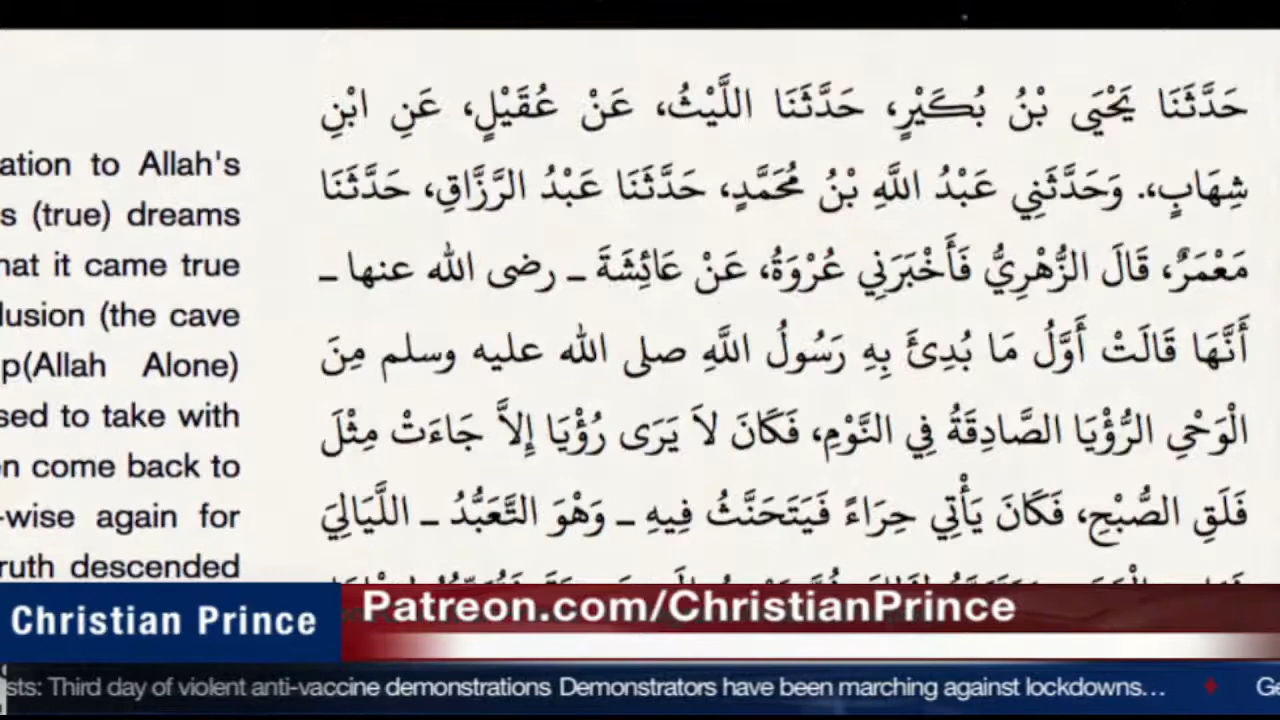 حَدَّثَنَا يَحْيَى بْنُ بُكَيْرٍ، حَدَّثَنَا اللَّيْثُ، عَنْ عُقَيْلٍ، عَنِ ابْنِ
شِهَابٍ،. وَحَدَّثَنِي عَبْدُ اللَّهِ بْنُ مُحَمَّدٍ، حَدَّثَنَا عَبْدُ الرَّزَّاقِ، حَدَّثَنَا
مَعْمَرٌ، قَالَ الزُّهْرِيُّ فَأَخْبَرَنِي عُرْوَةُ، عَنْ عَائِشَةَ ـ رضى الله عنها ـ
أَنَّهَا قَالَتْ أَوَّلُ مَا بُدِئَ بِهِ رَسُولُ اللَّهِ صلى الله عليه وسلم مِنَ
الْوَحْىِ الرُّؤْيَا الصَّادِقَةُ فِي النَّوْمِ، فَكَانَ لاَ يَرَى رُؤْيَا إِلاَّ جَاءَتْ مِثْلَ
فَلَقِ الصُّبْحِ، فَكَانَ يَأْتِي حِرَاءً فَيَتَحَنَّثُ فِيهِ ـ وَهْوَ التَّعَبُّدُ ـ اللَّيَالِيَ
ation to Allah's
s (true) dreams
hat it came true
lusion (the cave
p(Allah Alone)
sed to take with
en come back to
-wise again for
ruth descended
Christian Prince
Patreon.com/ChristianPrince
sts: Third day of violent anti-vaccine demonstrations Demonstrators have been marching against lockdowns... Ge